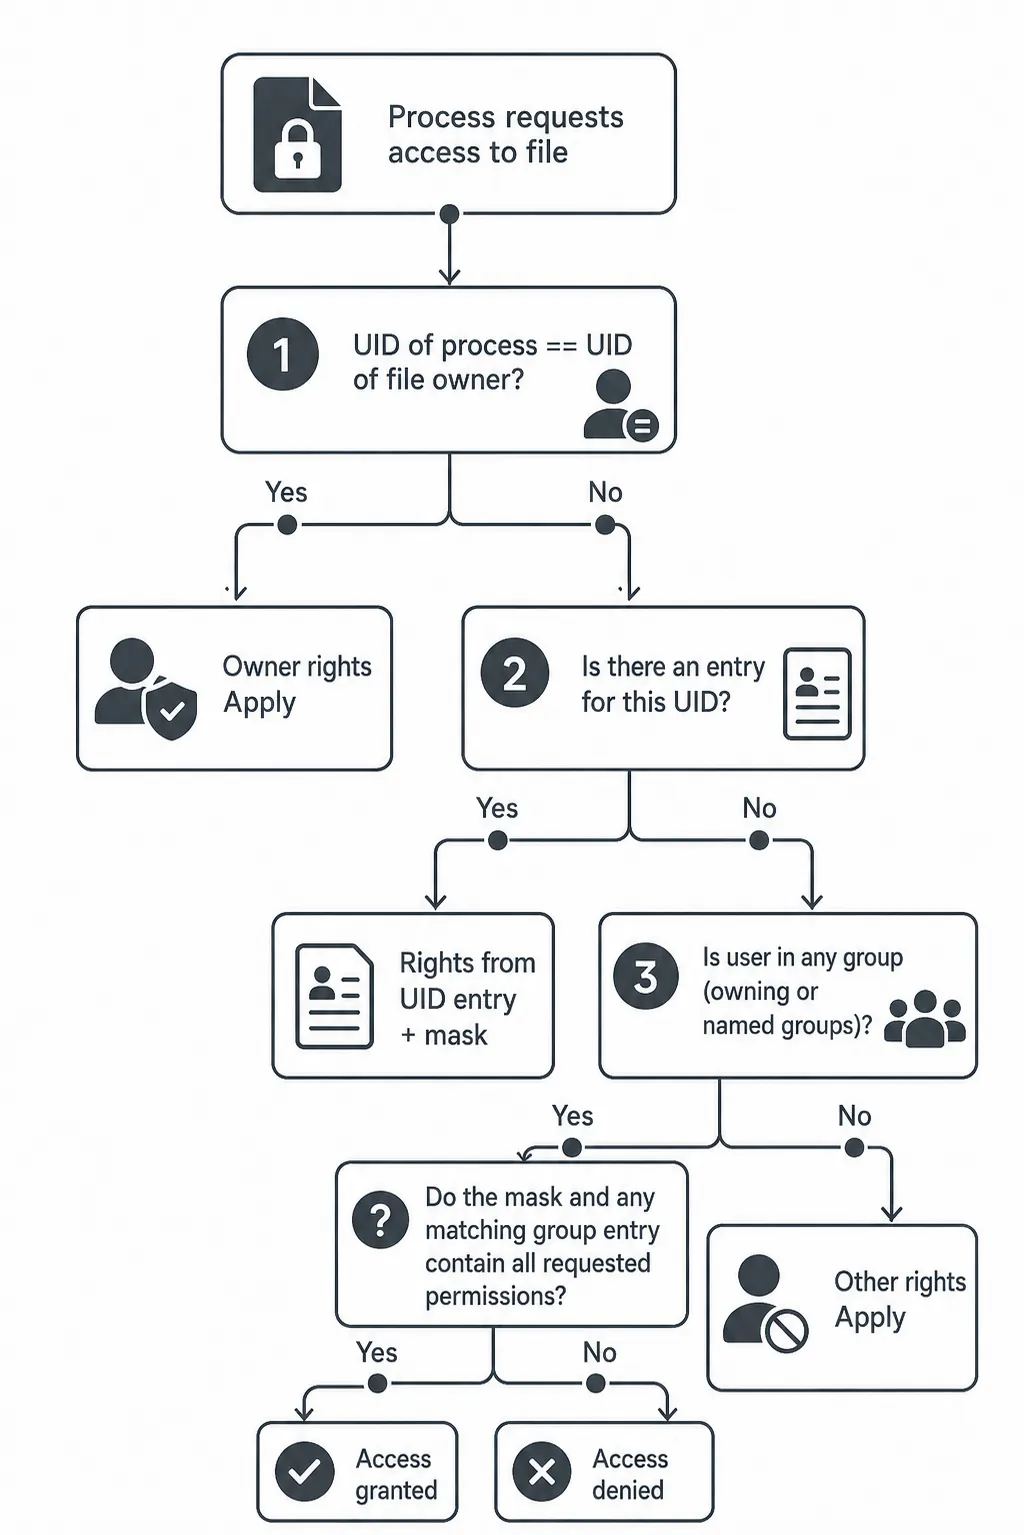 Process requests
access to file
1
UID of process == UID
of file owner?
=
Yes
No
Owner rights
Apply
2
Is there an entry
for this UID?
Yes
No
Rights from
UID entry
+ mask
3
Is user in any group
(owning or
named groups)?
Yes
No
?
Do the mask and any
matching group entry
contain all requested
permissions?
Other rights
Apply
Yes
No
Access
granted
Access
denied